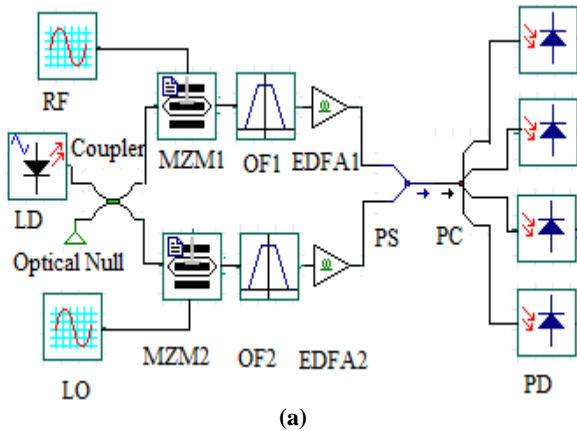 RF
Coupler
MZM1
OF1
EDFA1
LD
Optical Null
PS
PC
MZM2
OF2
EDFA2
LO
PD
(a)